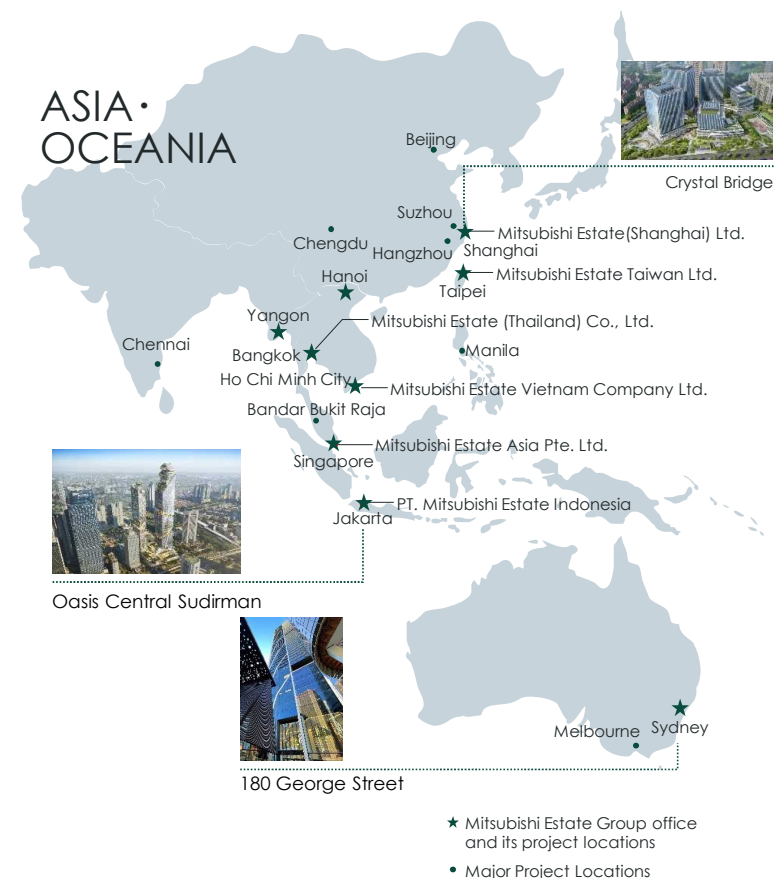 ASIA・
OCEANIA
Beijing
Crystal Bridge
Suzhou
Mitsubishi Estate(Shanghai) Ltd.
Chengdu
Hangzhou
Shanghai
Hanoi
Mitsubishi Estate Taiwan Ltd.
Taipei
Yangon
Mitsubishi Estate (Thailand) Co., Ltd.
Chennai
Bangkok
Manila
Ho Chi Minh City
Mitsubishi Estate Vietnam Company Ltd.
Bandar Bukit Raja
Mitsubishi Estate Asia Pte. Ltd.
Singapore
PT. Mitsubishi Estate Indonesia
Jakarta
Oasis Central Sudirman
Melbourne
Sydney
180 George Street
Mitsubishi Estate Group office
and its project locations
Major Project Locations